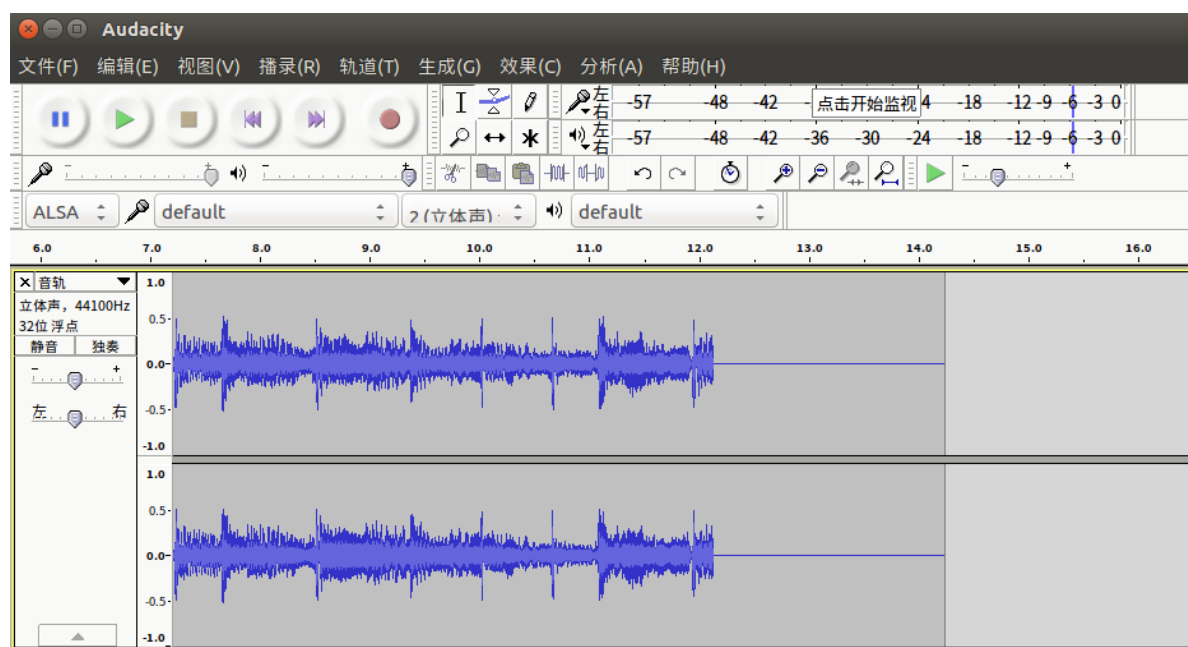 Audacity
文件(F) 编辑(E) 视图(V) 播录(R) 轨道(T) 生成(G) 效果(C) 分析(A) 帮助(H)
左 -57 -48 -42 - 点击开始监视 4 -18 -12 -9 -6 -3 0
右
左 -57 -48 -42 -36 -30 -24 -18 -12 -9 -6 -3 0
右
- + - + - +
ALSA default 2 (立体声) default
6.0 7.0 8.0 9.0 10.0 11.0 12.0 13.0 14.0 15.0 16.0
× 音轨 1.0
立体声，44100Hz
32位 浮点 0.5-
静音 独奏
- + 0.0-
左 右 -0.5-
-1.0
1.0
0.5-
0.0-
-0.5-
-1.0